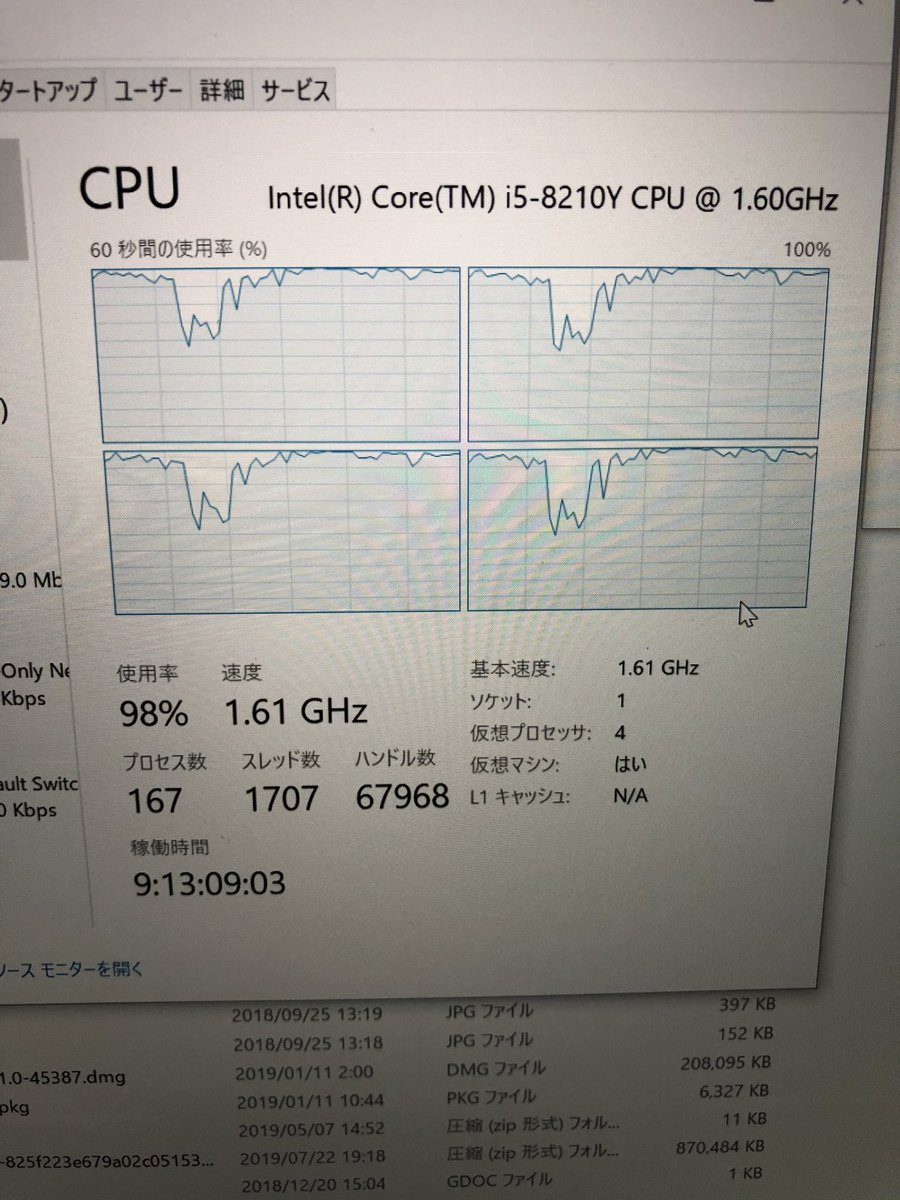 タートアップ ユーザー 詳細 サービス
CPU
Intel(R) Core(TM) i5-8210Y CPU @ 1.60GHz
60 秒間の使用率 (%)
100%
)
9.0 Mb
Only Ne
Kbps
ault Switc
0 Kbps
使用率 速度
98% 1.61 GHz
プロセス数 スレッド数 ハンドル数
167 1707 67968
稼働時間
9:13:09:03
基本速度: 1.61 GHz
ソケット: 1
仮想プロセッサ: 4
仮想マシン: はい
L1 キャッシュ: N/A
ソース モニターを開く
2018/09/25 13:19 JPG ファイル 397 KB
2018/09/25 13:18 JPG ファイル 152 KB
1.0-45387.dmg 2019/01/11 2:00 DMG ファイル 208,095 KB
pkg 2019/01/11 10:44 PKG ファイル 6,327 KB
2019/05/07 14:52 圧縮 (zip 形式) フォル... 11 KB
-825f223e679a02c05153... 2019/07/22 19:18 圧縮 (zip 形式) フォル... 870,484 KB
2018/12/20 15:04 GDOC ファイル 1 KB